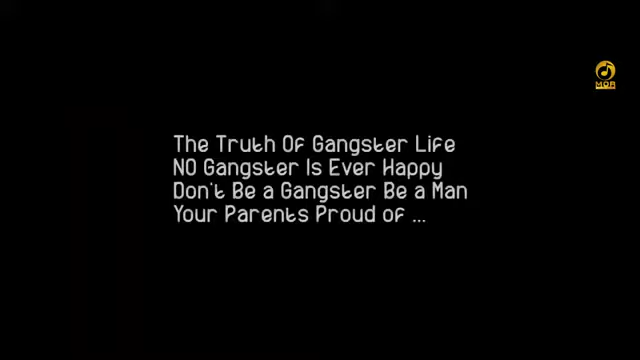 MOR
The Truth Of Gangster Life
NO Gangster Is Ever Happy
Don't Be a Gangster Be a Man
Your Parents Proud of ...